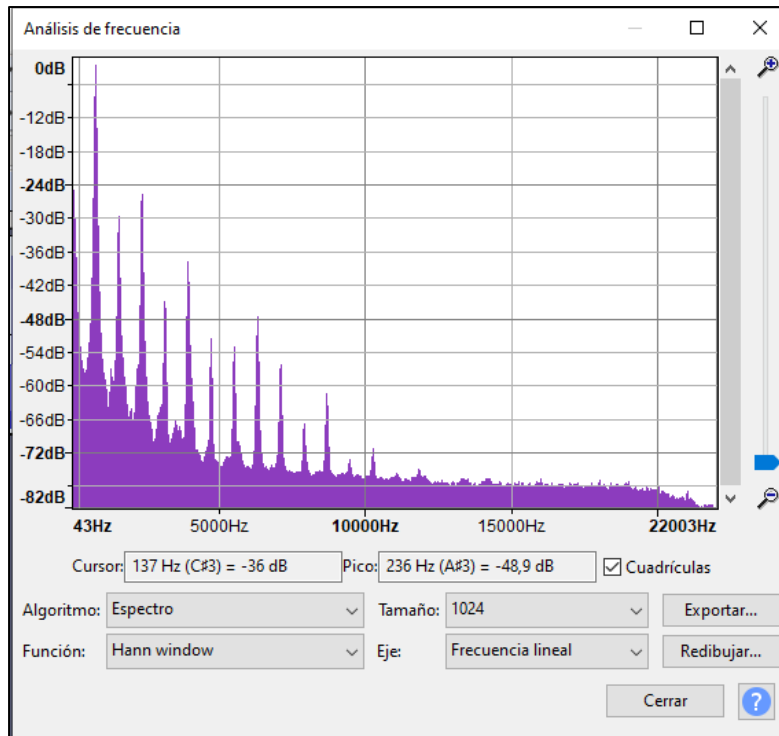 Análisis de frecuencia
0dB
-12dB
-18dB
-24dB
-30dB
-36dB
-42dB
-48dB
-54dB
-60dB
-66dB
-72dB
-82dB
43Hz 5000Hz 10000Hz 15000Hz 22003Hz
Cursor: 137 Hz (C#3) = -36 dB Pico: 236 Hz (A#3) = -48,9 dB Cuadrículas
Algoritmo: Espectro Tamaño: 1024 Exportar...
Función: Hann window Eje: Frecuencia lineal Redibujar...
Cerrar ?